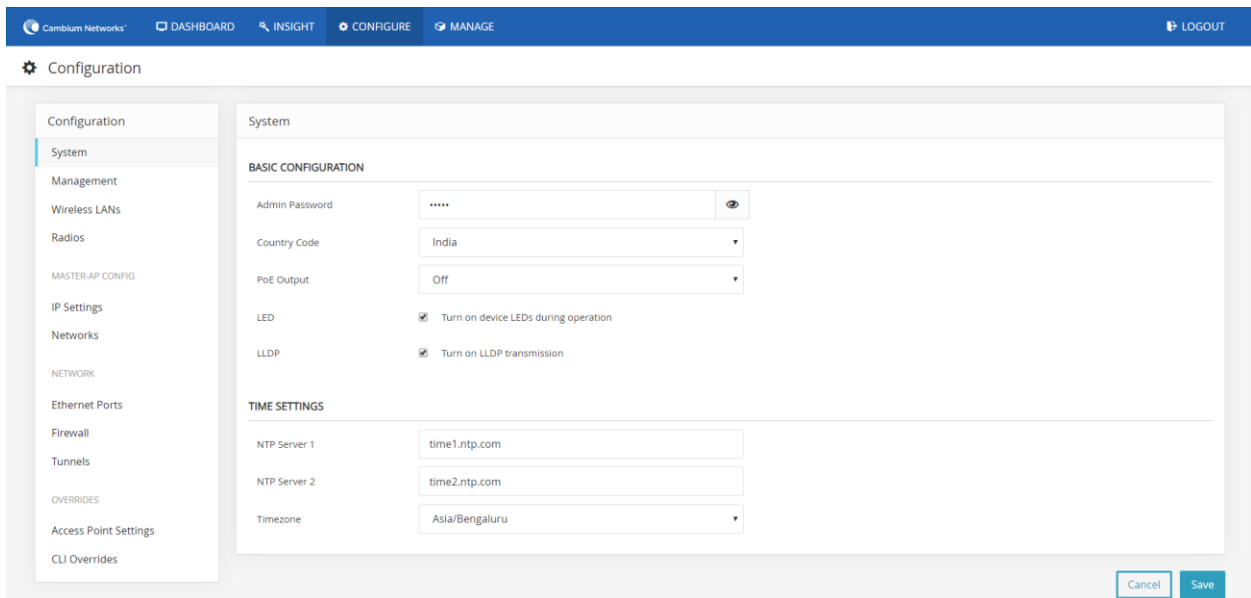 Cambium Networks™ DASHBOARD INSIGHT CONFIGURE MANAGE LOGOUT
Configuration
Configuration
System
Management
Wireless LANs
Radios
MASTER-AP CONFIG
IP Settings
Networks
NETWORK
Ethernet Ports
Firewall
Tunnels
OVERRIDES
Access Point Settings
CLI Overrides
System
BASIC CONFIGURATION
Admin Password •••••
Country Code India
PoE Output Off
LED Turn on device LEDs during operation
LLDP Turn on LLDP transmission
TIME SETTINGS
NTP Server 1 time1.ntp.com
NTP Server 2 time2.ntp.com
Timezone Asia/Bengaluru
Cancel Save